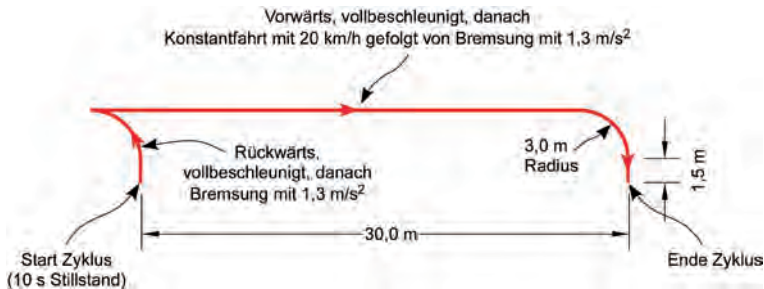 Vorwärts, vollbeschleunigt, danach
Konstantfahrt mit 20 km/h gefolgt von Bremsung mit 1,3 m/s²
Rückwärts,
vollbeschleunigt, danach
Bremsung mit 1,3 m/s²
3,0 m
Radius
1,5 m
30,0 m
Start Zyklus
(10 s Stillstand)
Ende Zyklus